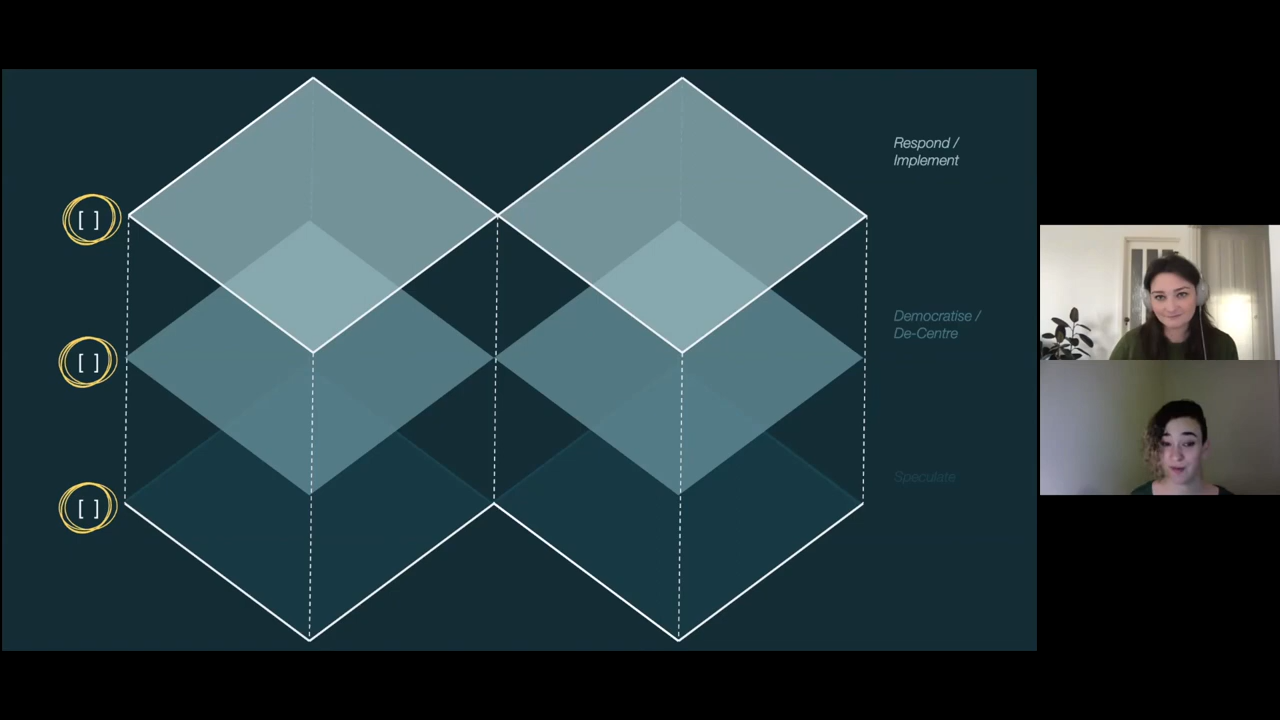 Respond /
Implement
[ ]
Democratise /
De-Centre
[ ]
Speculate
[ ]